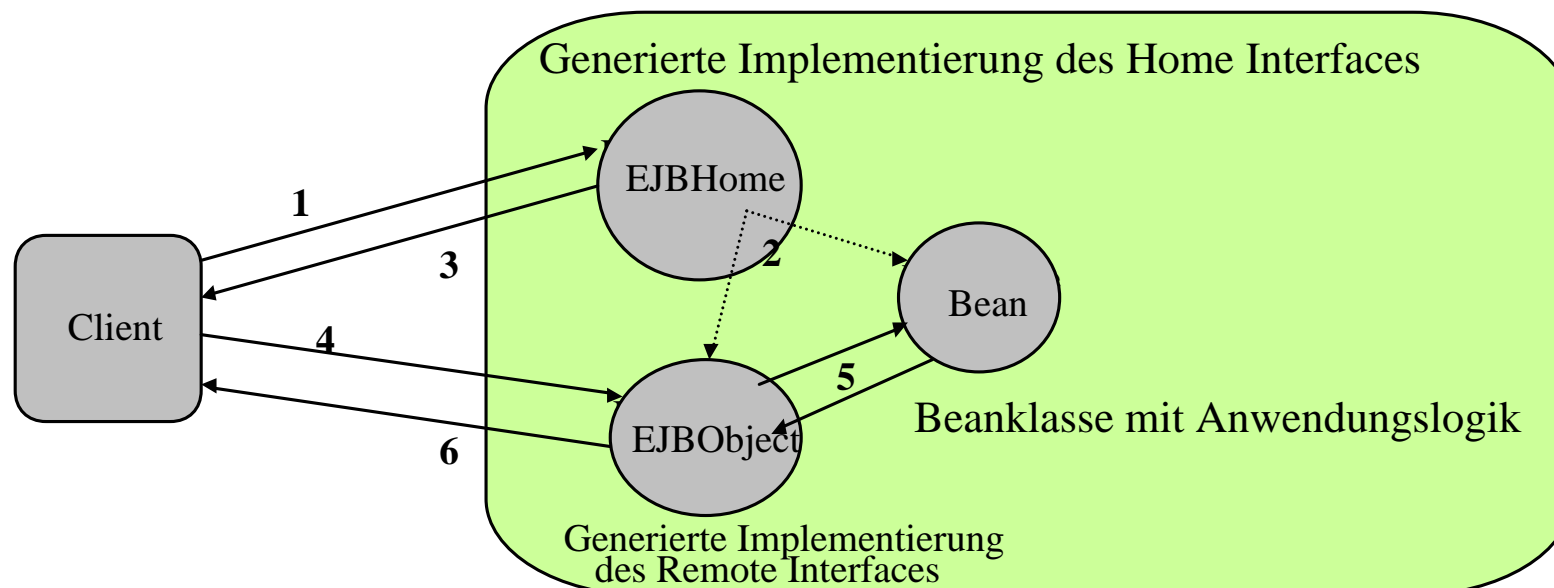 Generierte Implementierung des Home Interfaces
EJBHome
1
3
2
Bean
Client
4
5
Beanklasse mit Anwendungslogik
EJBObject
6
Generierte Implementierung
des Remote Interfaces